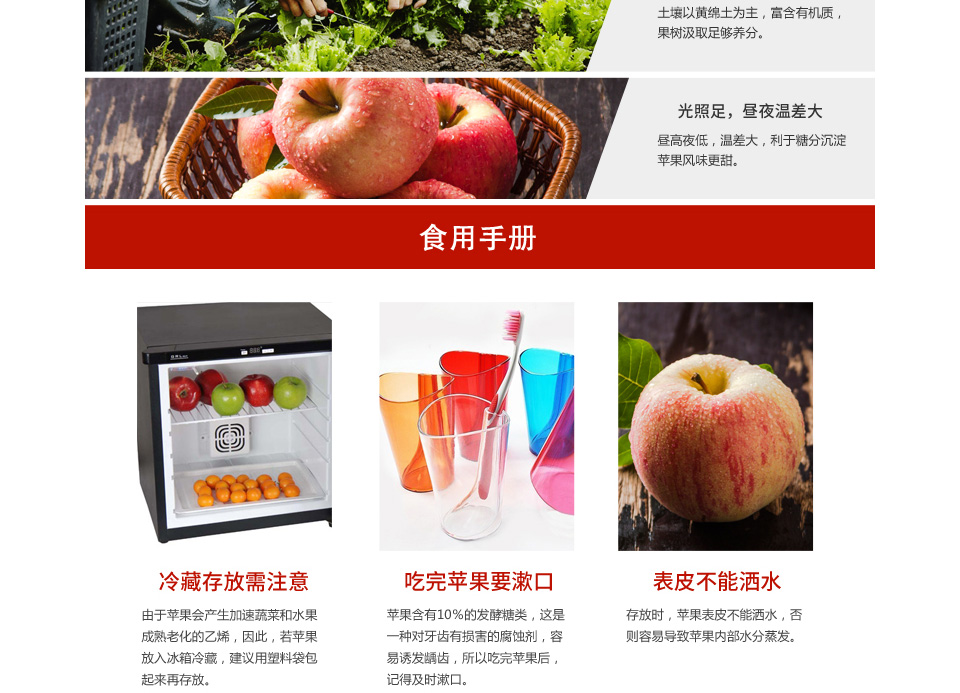 土壤以黄绵土为主，富含有机质，
果树汲取足够养分。
光照足，昼夜温差大
昼高夜低，温差大，利于糖分沉淀
苹果风味更甜。
食用手册
冷藏存放需注意
由于苹果会产生加速蔬菜和水果
成熟老化的乙烯，因此，若苹果
放入冰箱冷藏，建议用塑料袋包
起来再存放。
吃完苹果要漱口
苹果含有10%的发酵糖类，这是
一种对牙齿有损害的腐蚀剂，容
易诱发龋齿，所以吃完苹果后，
记得及时漱口。
表皮不能洒水
存放时，苹果表皮不能洒水，否
则容易导致苹果内部水分蒸发。